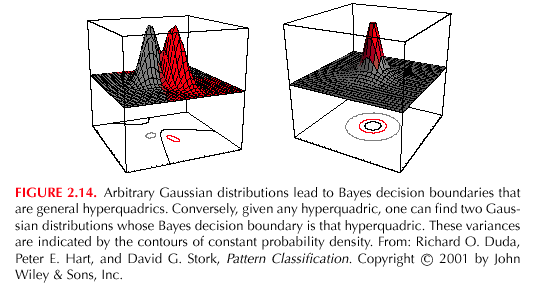 FIGURE 2.14. Arbitrary Gaussian distributions lead to Bayes decision boundaries that
are general hyperquadrics. Conversely, given any hyperquadric, one can find two Gaus-
sian distributions whose Bayes decision boundary is that hyperquadric. These variances
are indicated by the contours of constant probability density. From: Richard O. Duda,
Peter E. Hart, and David G. Stork, Pattern Classification. Copyright © 2001 by John
Wiley & Sons, Inc.